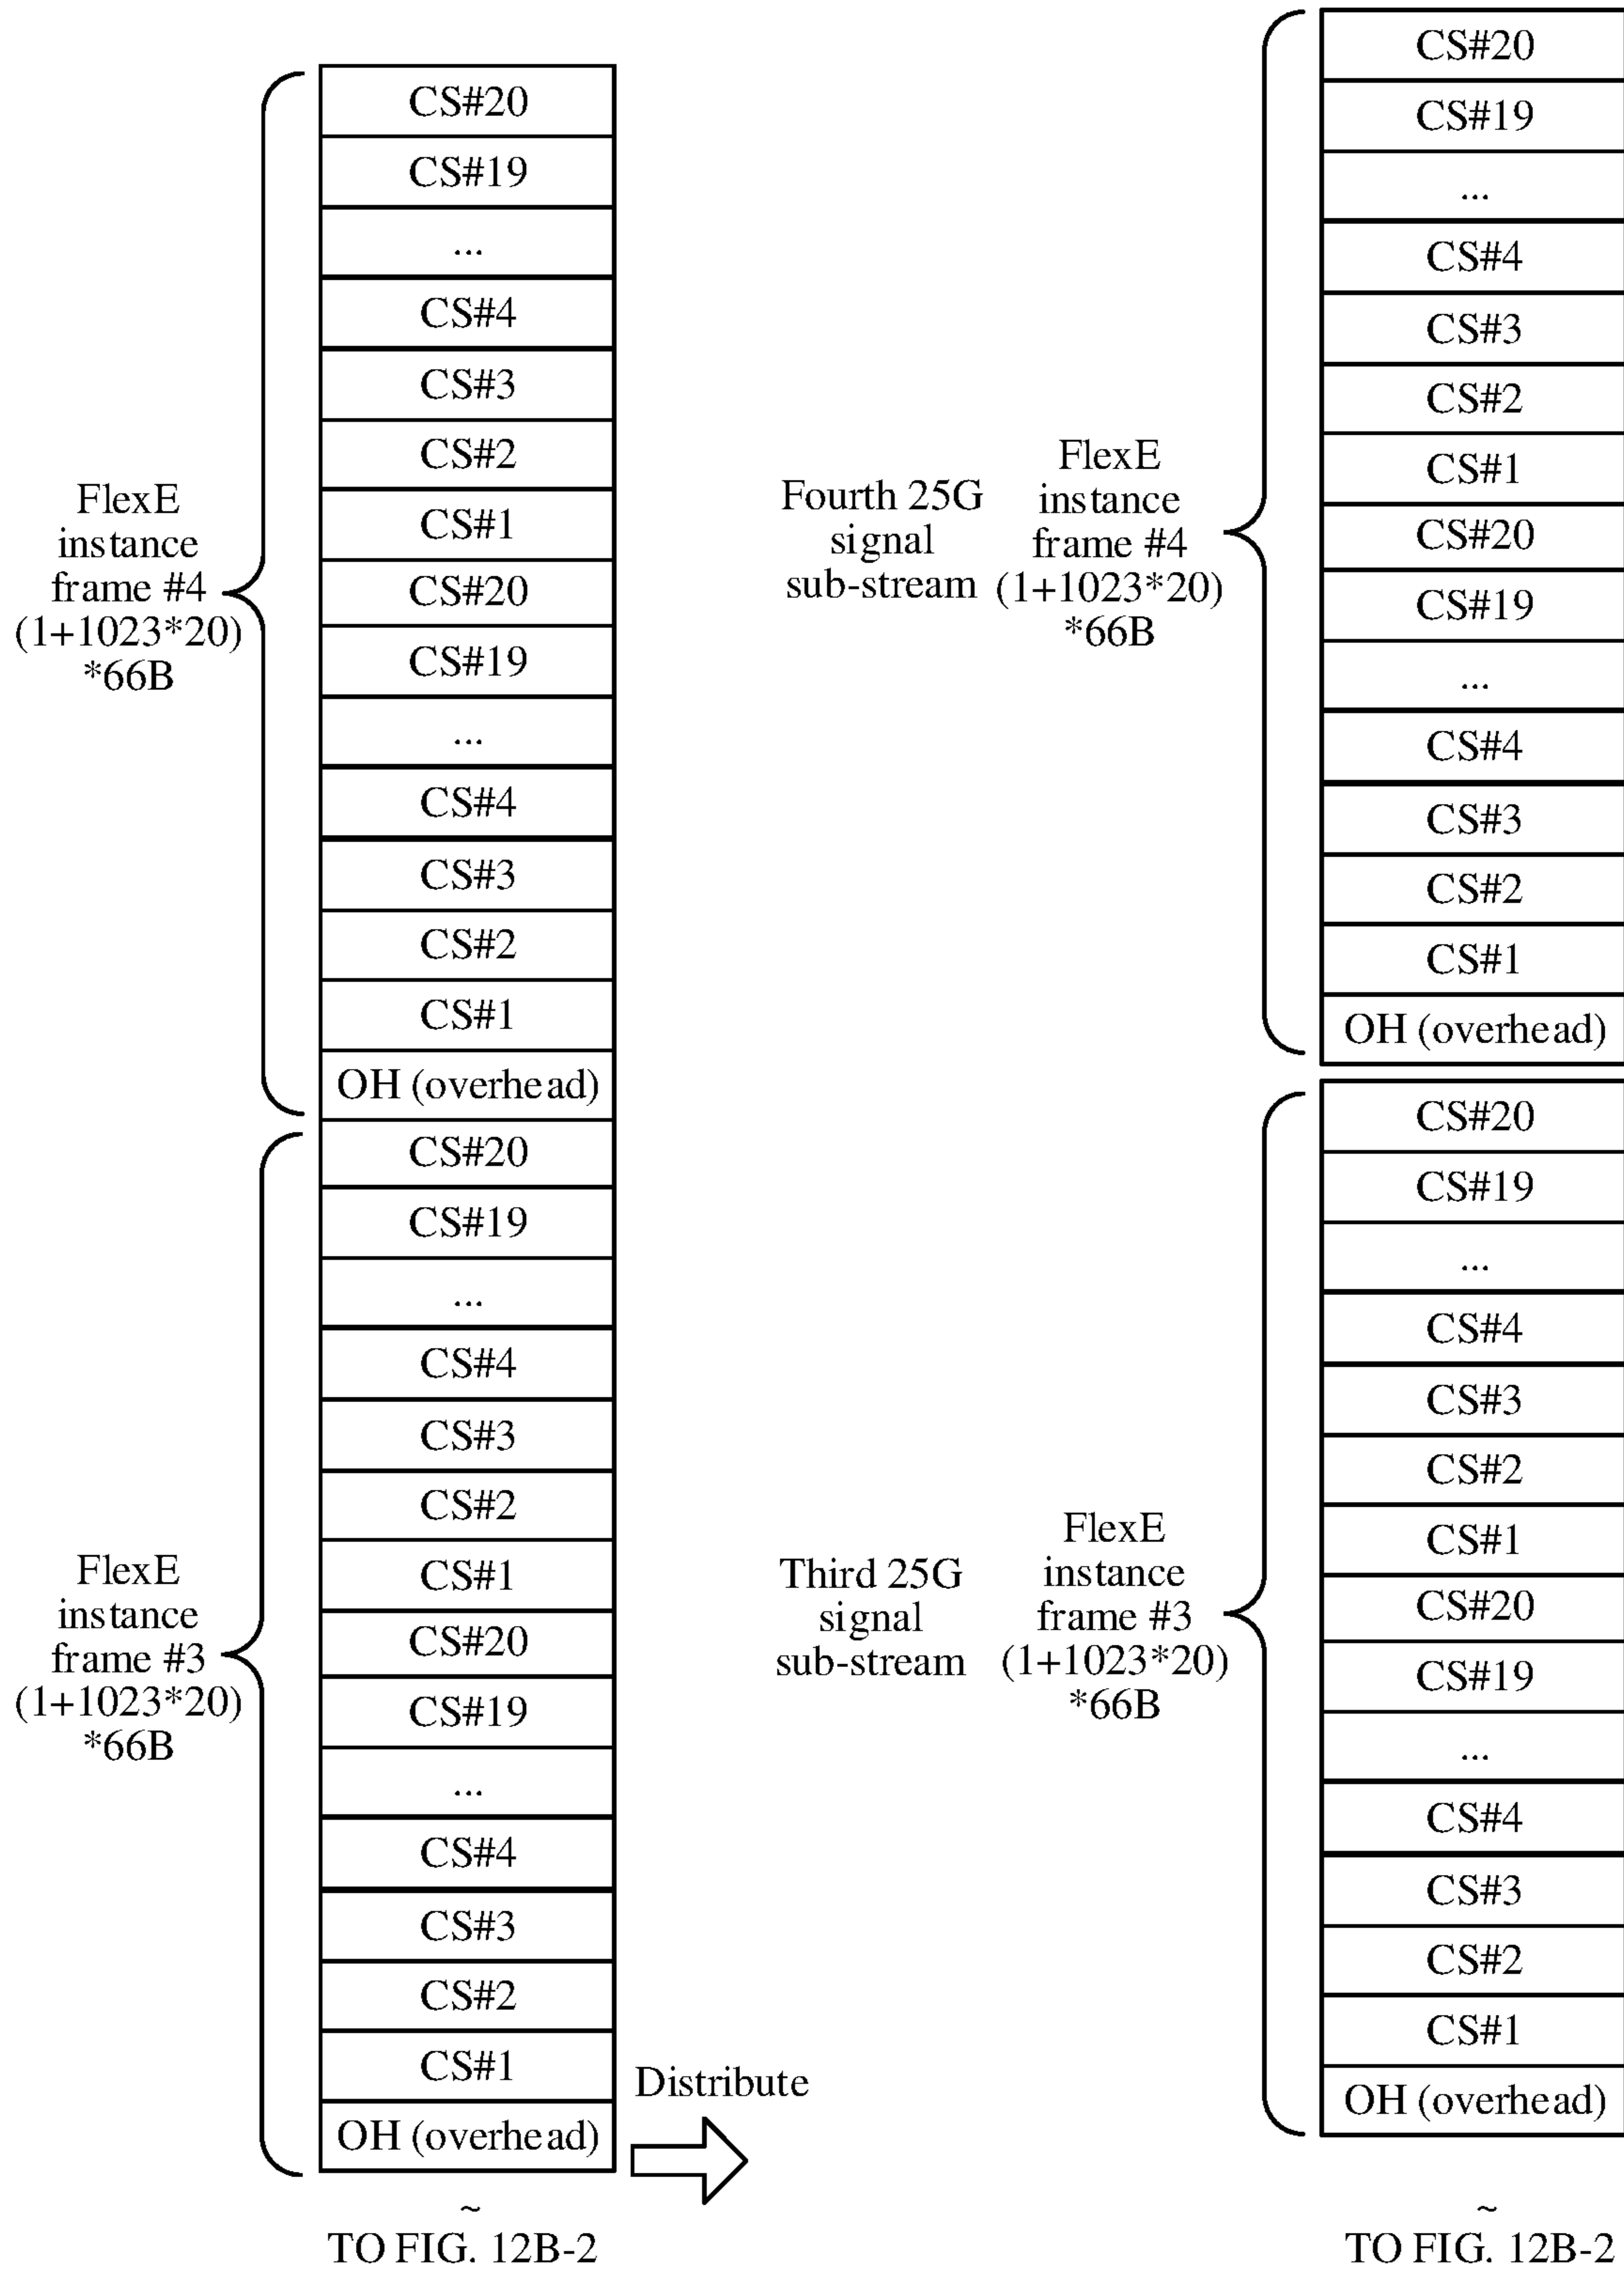 FlexE
instance
frame #4
(1+1023*20)
*66B
CS#20
CS#19
...
CS#4
CS#3
CS#2
CS#1
CS#20
CS#19
...
CS#4
CS#3
CS#2
CS#1
OH (overhead)
FlexE
instance
frame #3
(1+1023*20)
*66B
CS#20
CS#19
...
CS#4
CS#3
CS#2
CS#1
CS#20
CS#19
...
CS#4
CS#3
CS#2
CS#1
OH (overhead)
~
TO FIG. 12B-2
Distribute
Fourth 25G
signal
sub-stream
FlexE
instance
frame #4
(1+1023*20)
*66B
CS#20
CS#19
...
CS#4
CS#3
CS#2
CS#1
CS#20
CS#19
...
CS#4
CS#3
CS#2
CS#1
OH (overhead)
Third 25G
signal
sub-stream
FlexE
instance
frame #3
(1+1023*20)
*66B
CS#20
CS#19
...
CS#4
CS#3
CS#2
CS#1
CS#20
CS#19
...
CS#4
CS#3
CS#2
CS#1
OH (overhead)
~
TO FIG. 12B-2